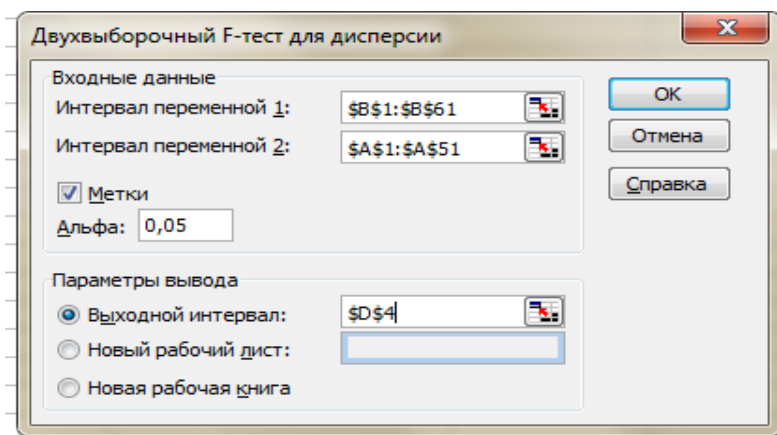 Двухвыборочный F-тест для дисперсии
Входные данные
Интервал переменной 1: $B$1:$B$61
Интервал переменной 2: $A$1:$A$51
Метки
Альфа: 0,05
OK
Отмена
Справка
Параметры вывода
Выходной интервал: $D$4
Новый рабочий лист:
Новая рабочая книга